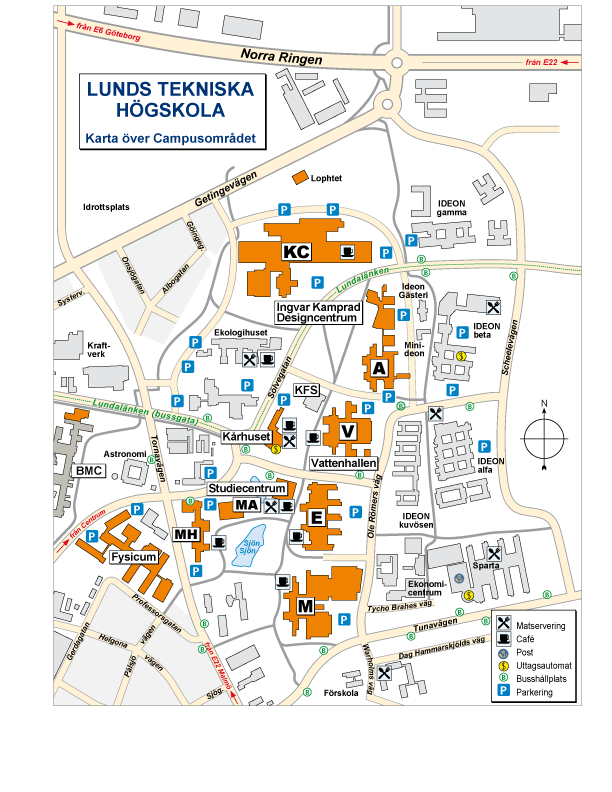 från E6 Göteborg
Norra Ringen
från E22
LUNDS TEKNISKA
HÖGSKOLA
Karta över Campusområdet
Getingevägen
Lophtet
Idrottsplats
IDEON
gamma
P
P
P
P
P
Göringeg.
Onsjögatan
Albogatan
KC
P
Lundalänken
B
B
Systerv.
Ingvar Kamprad
Designcentrum
Ideon
Gästeri
P
IDEON
beta
P
Scheelevägen
Kraft-
verk
Ekologihuset
P
Mini-
deon
P
A
Sölvegatan
P
KFS
P
P
P
P
B
B
Lundalänken (bussgata)
B
Kårhuset
V
Tornavägen
B
P
IDEON
alfa
N
Astronomi
B
BMC
P
Vattenhallen
Studiecentrum
B
MA
P
E
P
Ole Römers väg
IDEON
kuvösen
från Centrum
P
P
MH
Sjön
Sjön
Fysicum
P
Sparta
Ekonomi-
centrum
M
P
Tycho Brahes väg
B
B
Professorsgatan
Gerdagatan
Helgona
vägen
Pålsjö
vägen
från E22 Malmö
B
B
Tunavägen
Dag Hammarskjölds väg
Warholms väg
Sjög.
B
Förskola
Matservering
Café
Post
Uttagsautomat
B Busshållplats
P Parkering